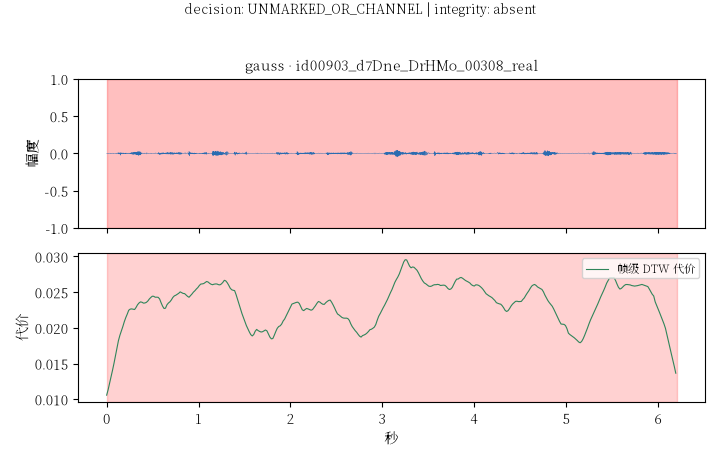 decision: UNMARKED_OR_CHANNEL | integrity: absent
gauss · id00903_d7Dne_DrHMo_00308_real
1.0
0.5
0.0
-0.5
-1.0
幅度
帧级 DTW 代价
0.030
0.025
0.020
0.015
0.010
代价
0 1 2 3 4 5 6
秒